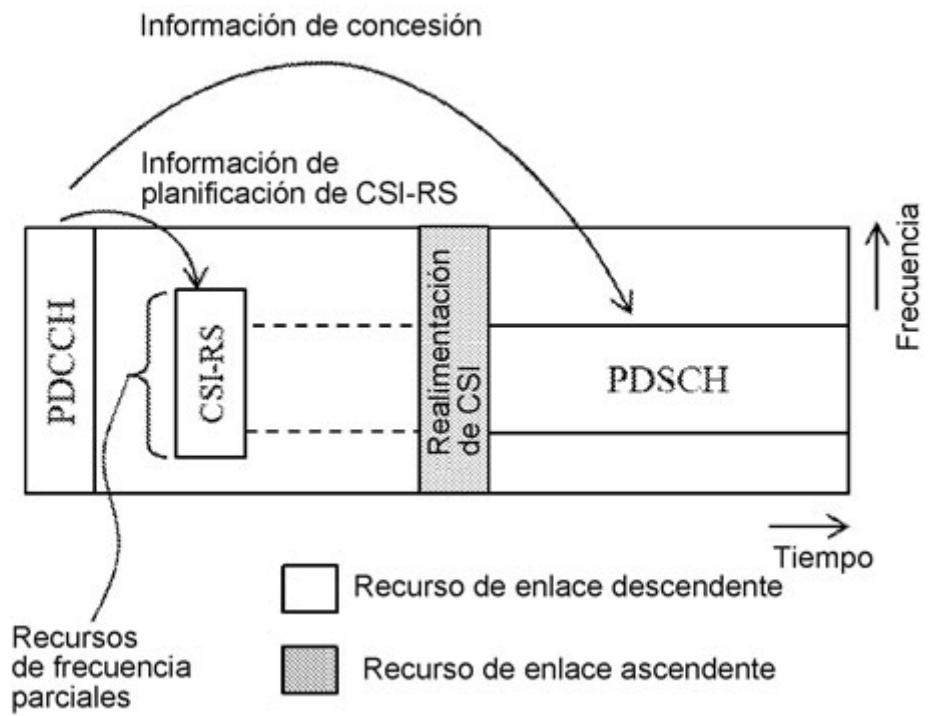 Información de concesión
Información de
planificación de CSI-RS
PDCCH
CSI-RS
Realimentación
de CSI
PDSCH
Frecuencia
Tiempo
Recursos
de frecuencia
parciales
Recurso de enlace descendente
Recurso de enlace ascendente